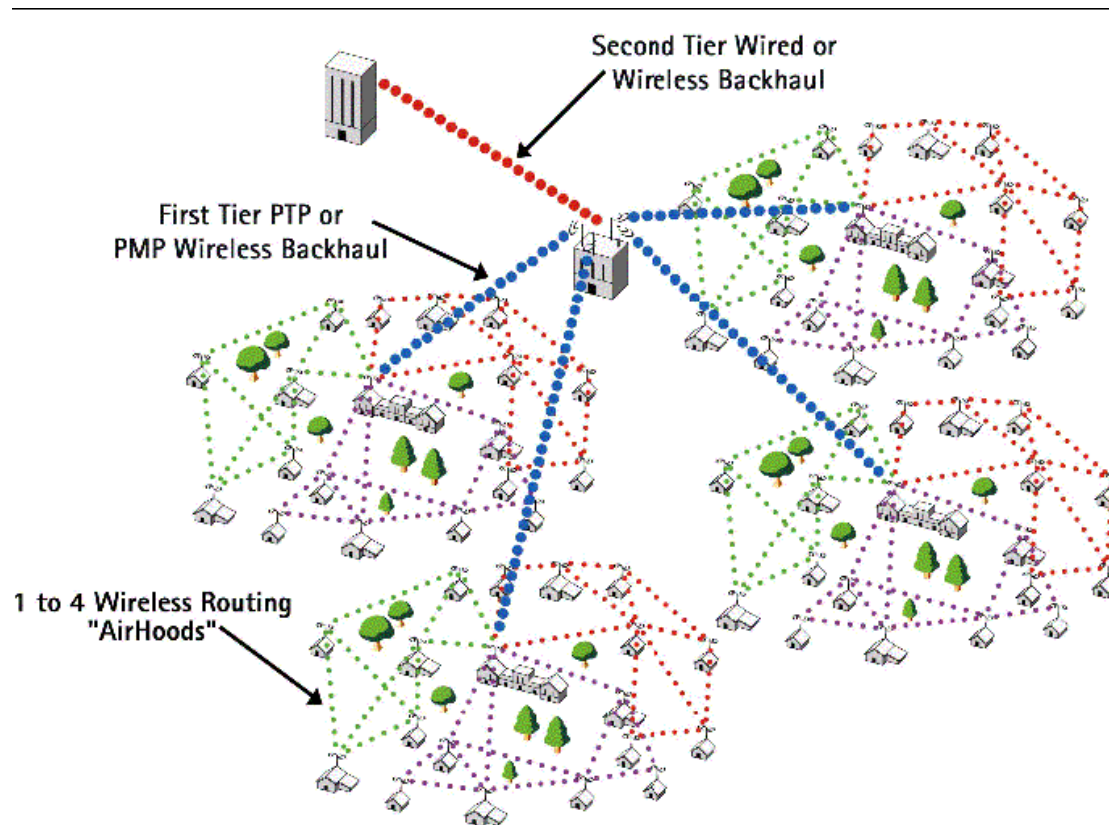 Second Tier Wired or
Wireless Backhaul
First Tier PTP or
PMP Wireless Backhaul
1 to 4 Wireless Routing
"AirHoods"